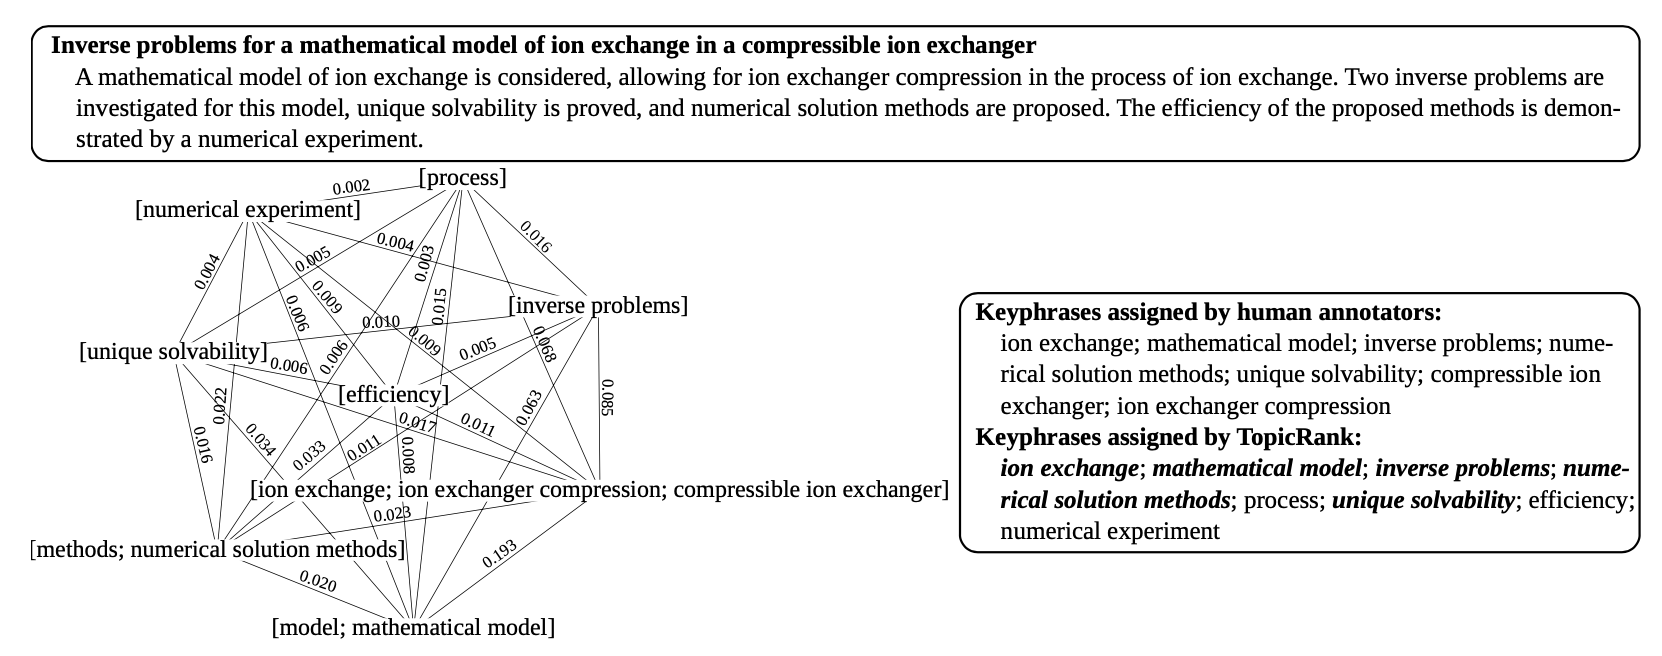 Inverse problems for a mathematical model of ion exchange in a compressible ion exchanger
A mathematical model of ion exchange is considered, allowing for ion exchanger compression in the process of ion exchange. Two inverse problems are
investigated for this model, unique solvability is proved, and numerical solution methods are proposed. The efficiency of the proposed methods is demon-
strated by a numerical experiment.
[process]
0.002
[numerical experiment]
0.016
0.004
0.003
0.005
0.004
0.009
0.015
0.006
[inverse problems]
0.010
0.009
0.068
[unique solvability]
0.005
0.006
0.006
[efficiency]
0.085
0.063
0.022
0.017
0.011
0.016
0.034
0.033
0.011
0.008
[ion exchange; ion exchanger compression; compressible ion exchanger]
0.023
[methods; numerical solution methods]
0.193
0.020
[model; mathematical model]
Keyphrases assigned by human annotators:
ion exchange; mathematical model; inverse problems; nume-
rical solution methods; unique solvability; compressible ion
exchanger; ion exchanger compression
Keyphrases assigned by TopicRank:
ion exchange; mathematical model; inverse problems; nume-
rical solution methods; process; unique solvability; efficiency;
numerical experiment